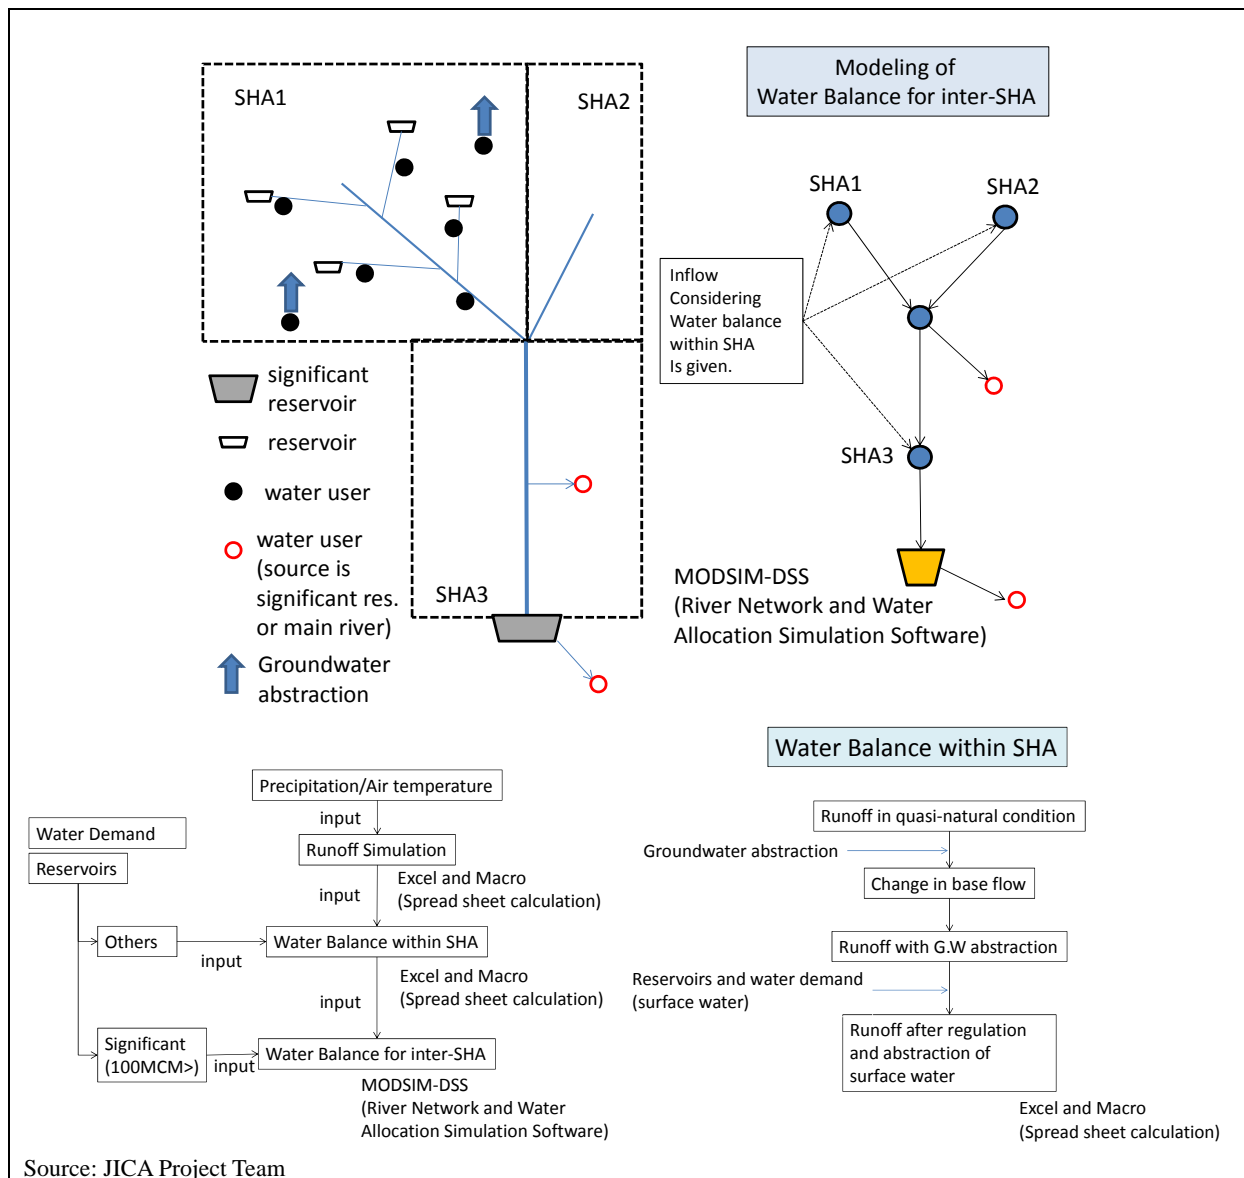 SHA1
SHA2
significant
reservoir
reservoir
water user
water user
(source is
significant res.
or main river)
Groundwater
abstraction
SHA3
Modeling of
Water Balance for inter-SHA
SHA1
SHA2
Inflow
Considering
Water balance
within SHA
Is given.
SHA3
MODSIM-DSS
(River Network and Water
Allocation Simulation Software)
Precipitation/Air temperature
input
Water Demand
Runoff Simulation
Reservoirs
input
Excel and Macro
(Spread sheet calculation)
Others
input
Water Balance within SHA
input
Excel and Macro
(Spread sheet calculation)
Significant
(100MCM>)
input
Water Balance for inter-SHA
MODSIM-DSS
(River Network and Water
Allocation Simulation Software)
Water Balance within SHA
Runoff in quasi-natural condition
Groundwater abstraction
Change in base flow
Runoff with G.W abstraction
Reservoirs and water demand
(surface water)
Runoff after regulation
and abstraction of
surface water
Excel and Macro
(Spread sheet calculation)
Source: JICA Project Team